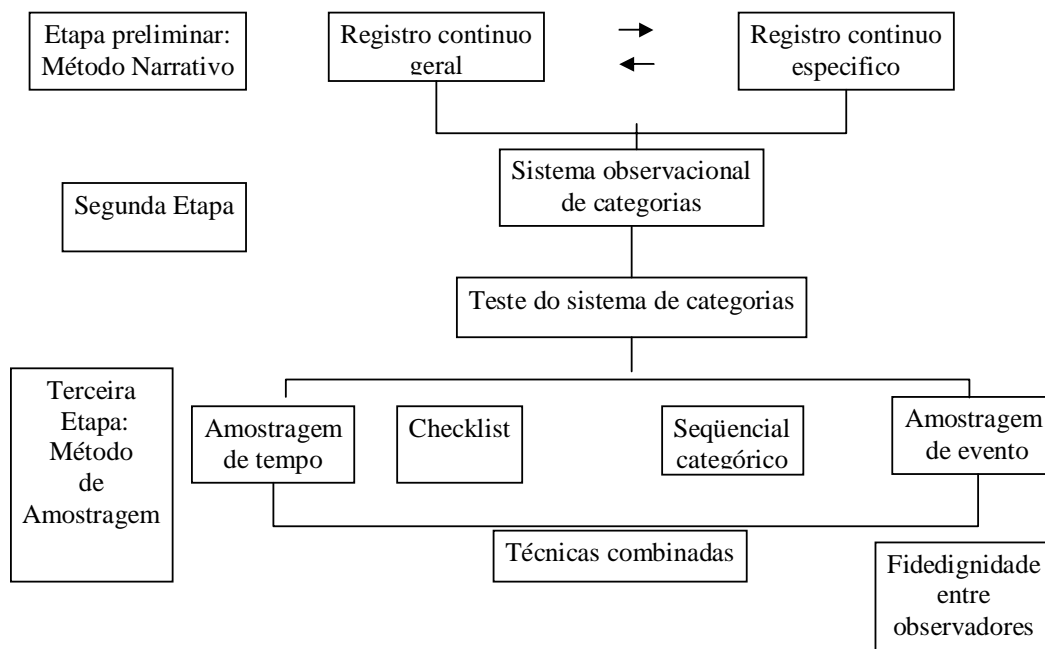 Etapa preliminar:
Método Narrativo
Registro continuo
geral
Registro continuo
especifico
Segunda Etapa
Sistema observacional
de categorias
Teste do sistema de categorias
Terceira
Etapa:
Método
de
Amostragem
Amostragem
de tempo
Checklist
Seqüencial
categórico
Amostragem
de evento
Técnicas combinadas
Fidedignidade
entre
observadores